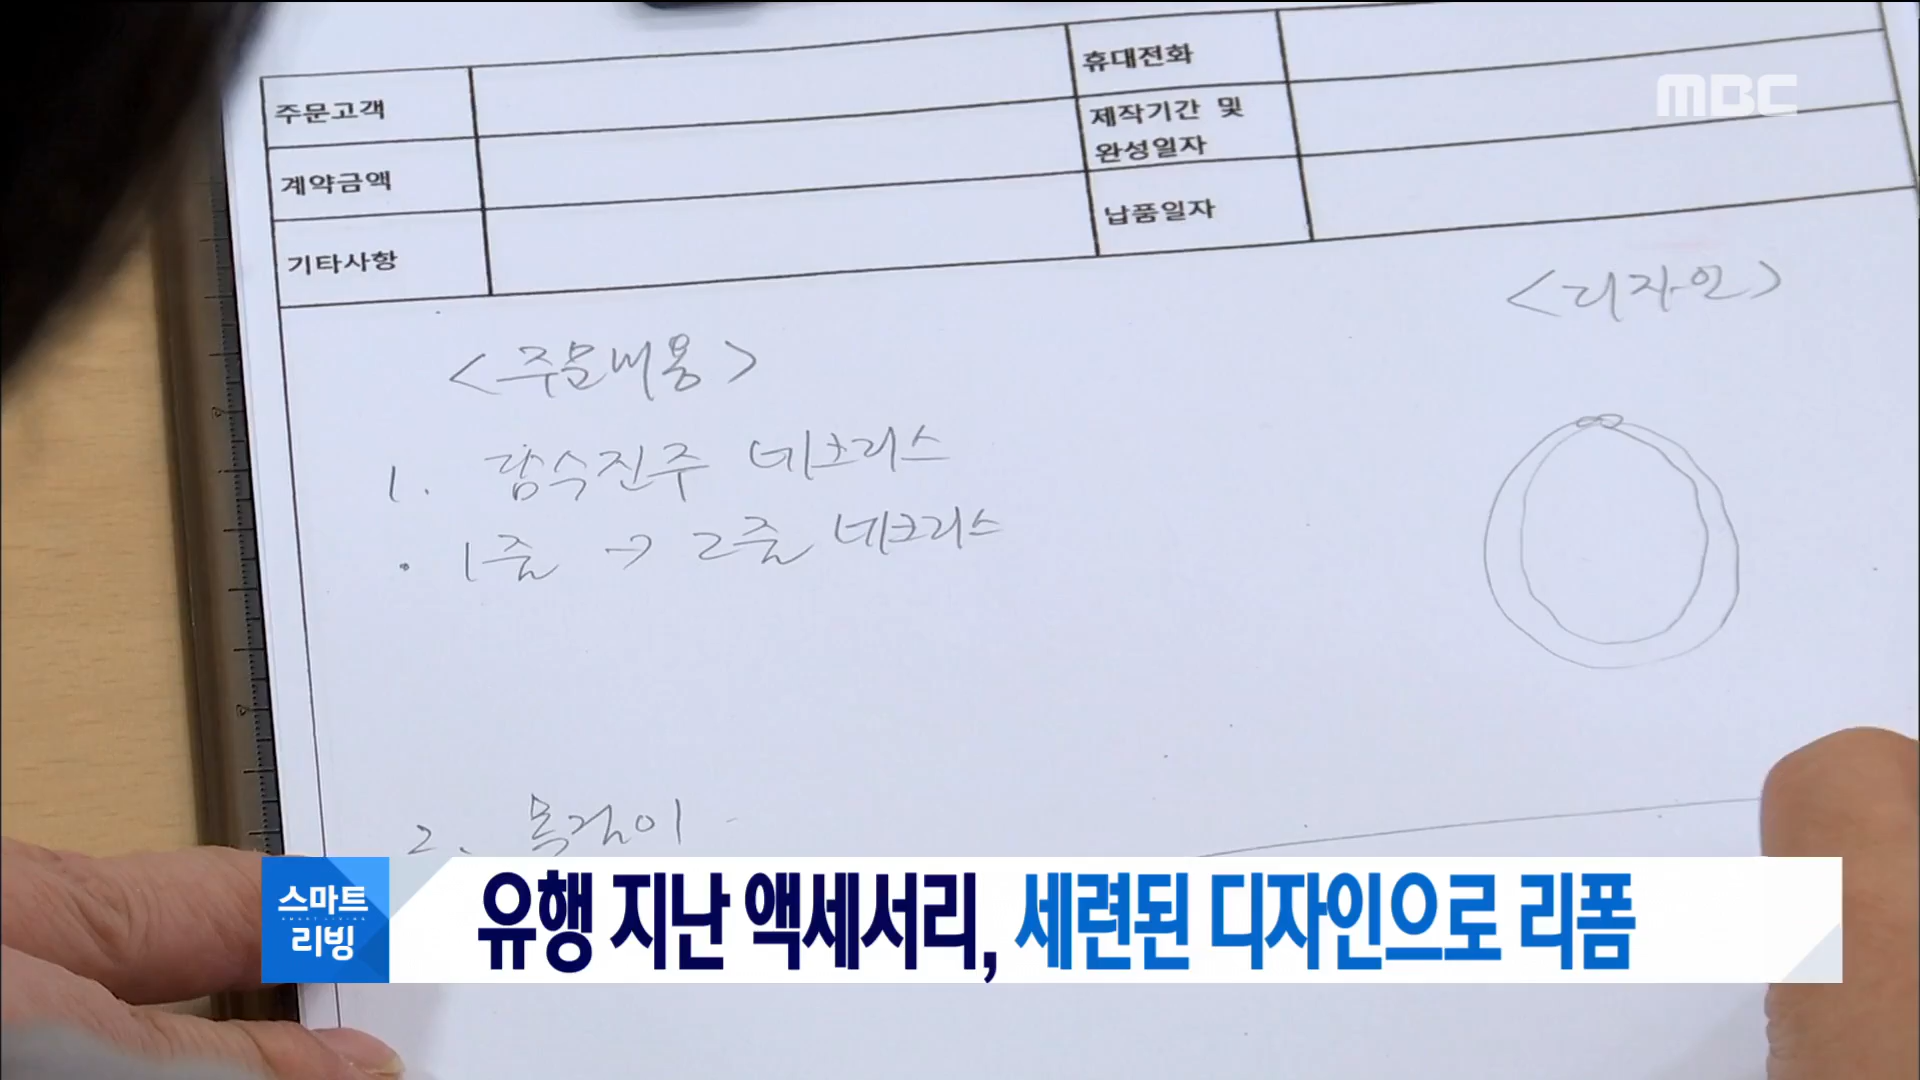 MBC
주문고객
휴대전화
계약금액
제작기간 및
완성일자
기타사항
납품일자
<주문내용>
<디자인>
1. 담수진주 네크리스
· 1줄 → 2줄 네크리스
2. 목걸이
스마트
SMART LIVING
리빙
유행 지난 액세서리, 세련된 디자인으로 리폼